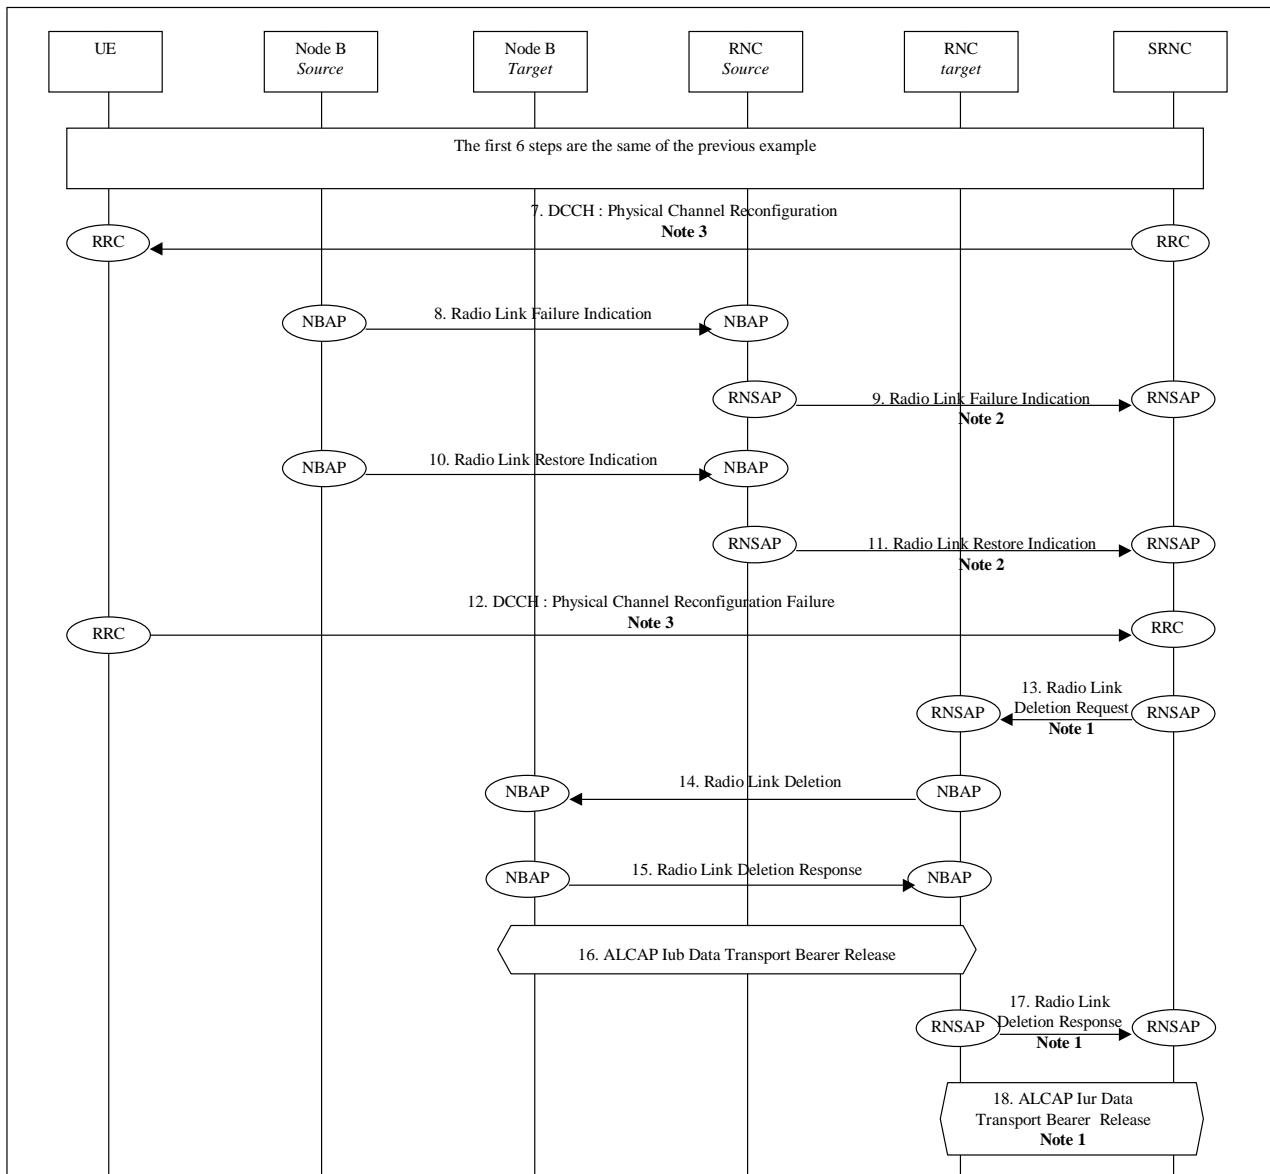 UE
Node B
Source
Node B
Target
RNC
Source
RNC
target
SRNC
The first 6 steps are the same of the previous example
7. DCCH : Physical Channel Reconfiguration
Note 3
RRC
RRC
8. Radio Link Failure Indication
NBAP
NBAP
RNSAP
9. Radio Link Failure Indication
Note 2
RNSAP
NBAP
10. Radio Link Restore Indication
NBAP
RNSAP
11. Radio Link Restore Indication
Note 2
RNSAP
12. DCCH : Physical Channel Reconfiguration Failure
Note 3
RRC
RRC
13. Radio Link
Deletion Request
Note 1
RNSAP
RNSAP
NBAP
14. Radio Link Deletion
NBAP
NBAP
15. Radio Link Deletion Response
NBAP
16. ALCAP Iub Data Transport Bearer Release
17. Radio Link
Deletion Response
Note 1
RNSAP
RNSAP
18. ALCAP Iur Data
Transport Bearer Release
Note 1